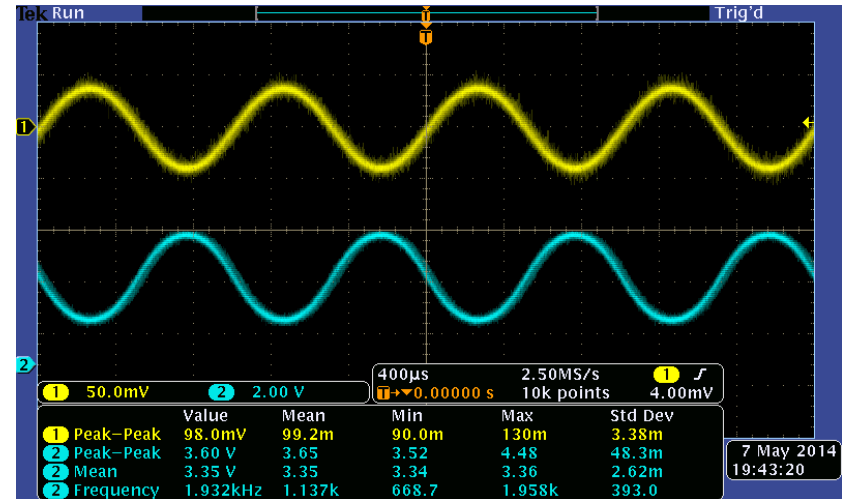 Tek Run Trig'd
T
T
1
2
1 50.0mV 2 2.00 V
400µs 2.50MS/s 1
T→▼0.00000 s 10k points 4.00mV
Value Mean Min Max Std Dev
1 Peak–Peak 98.0mV 99.2m 90.0m 130m 3.38m
2 Peak–Peak 3.60 V 3.65 3.52 4.48 48.3m
2 Mean 3.35 V 3.35 3.34 3.36 2.62m
2 Frequency 1.932kHz 1.137k 668.7 1.958k 393.0
7 May 2014
19:43:20